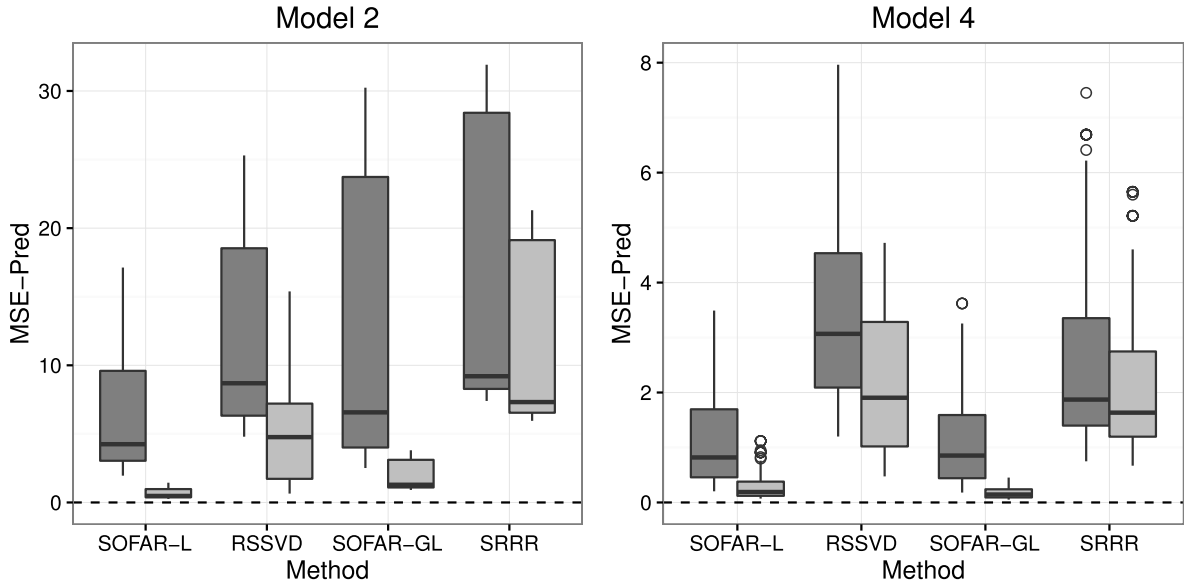 Model 2
MSE−Pred
30
20
10
0
SOFAR−L RSSVD SOFAR−GL SRRR
Method
Model 4
MSE−Pred
8
6
4
2
0
SOFAR−L RSSVD SOFAR−GL SRRR
Method